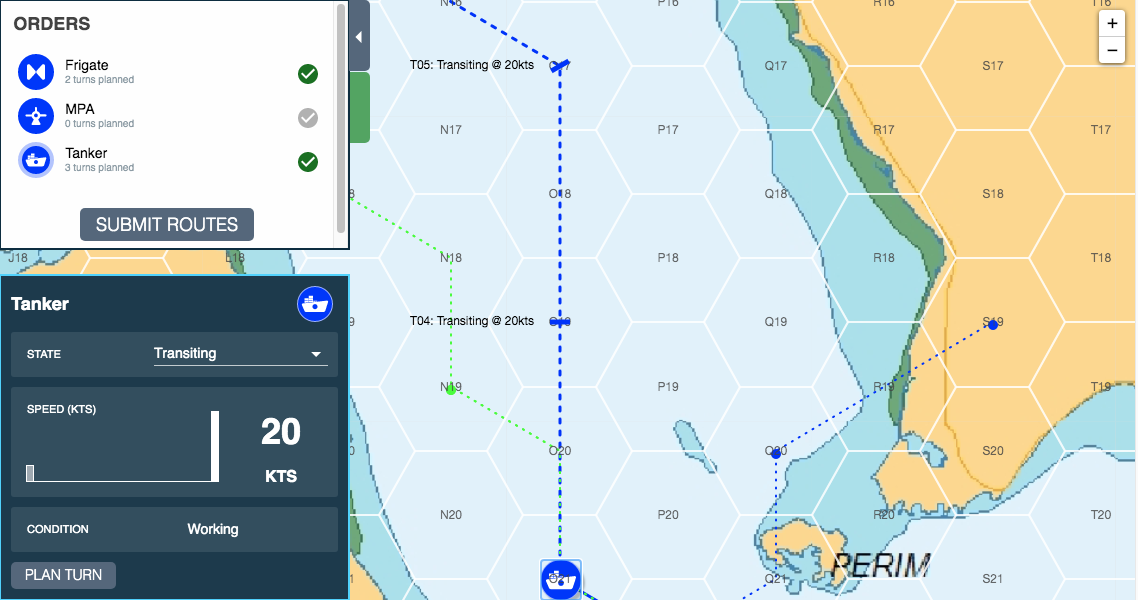 ORDERS
Frigate
2 turns planned
MPA
0 turns planned
Tanker
3 turns planned
SUBMIT ROUTES
Tanker
STATE
Transiting
SPEED (KTS)
20
KTS
CONDITION
Working
PLAN TURN
N16
P16
R16
T16
+
−
T05: Transiting @ 20kts
Q17
S17
N17
P17
R17
T17
O18
Q18
S18
J18
L18
N18
P18
R18
T18
T04: Transiting @ 20kts
O19
Q19
S19
N19
P19
R19
T19
O20
Q20
S20
N20
P20
R20
T20
PERIM
O21
Q21
S21